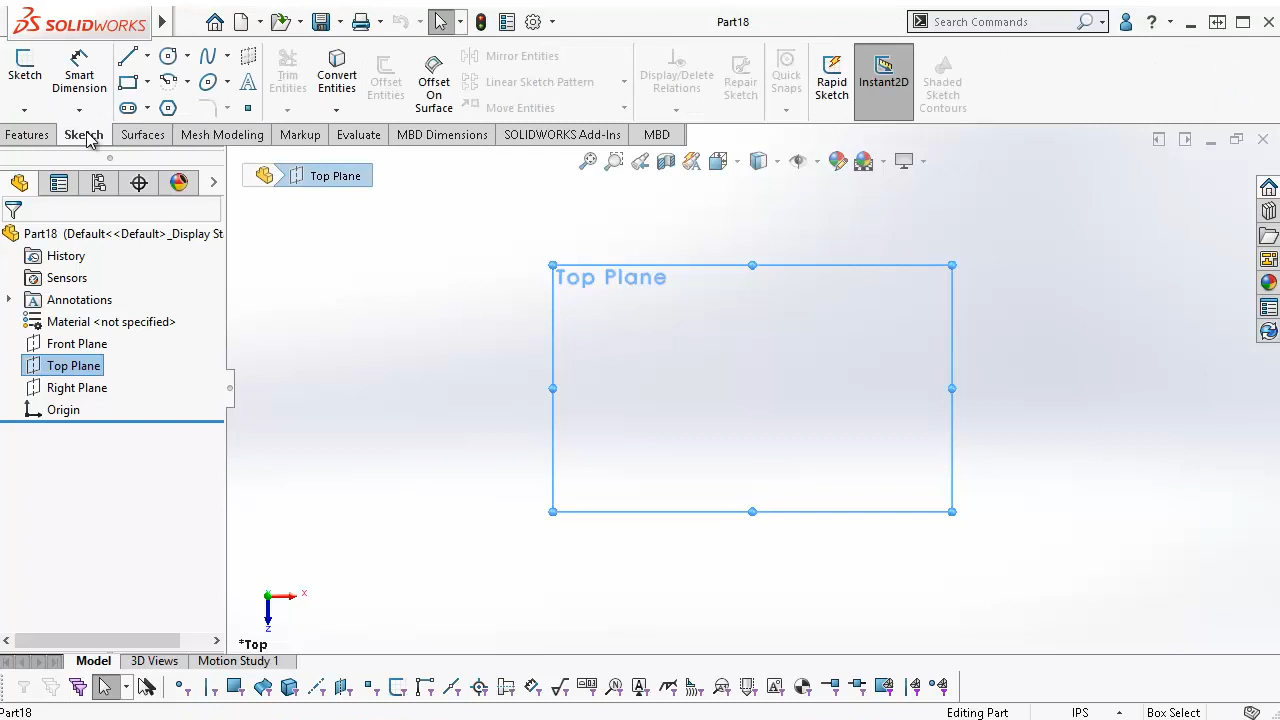 SOLIDWORKS
Part18
Search Commands
Sketch
Smart Dimension
Trim Entities
Convert Entities
Offset Entities
Offset On Surface
Mirror Entities
Linear Sketch Pattern
Move Entities
Display/Delete Relations
Repair Sketch
Quick Snaps
Rapid Sketch
Instant2D
Shaded Sketch Contours
Features
Sketch
Surfaces
Mesh Modeling
Markup
Evaluate
MBD Dimensions
SOLIDWORKS Add-Ins
MBD
Top Plane
Part18 (Default<<Default>_Display St
History
Sensors
Annotations
Material <not specified>
Front Plane
Top Plane
Right Plane
Origin
Top Plane
x
z
*Top
Model
3D Views
Motion Study 1
Part18
Editing Part
IPS
Box Select